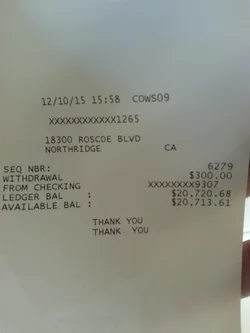 12/10/15 15:58 COWS09
XXXXXXXXXXXX1265
18300 ROSCOE BLVD
NORTHRIDGE CA
SEQ NBR: 6279
WITHDRAWAL $300.00
FROM CHECKING XXXXXXXX9307
LEDGER BAL : $20,720.68
AVAILABLE BAL : $20,713.61
THANK YOU
THANK YOU